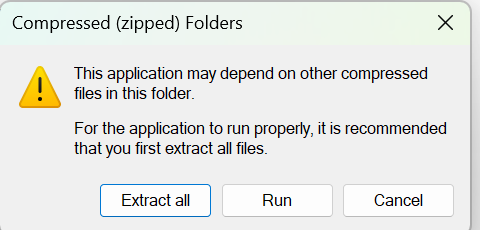 Compressed (zipped) Folders
This application may depend on other compressed
files in this folder.
For the application to run properly, it is recommended
that you first extract all files.
Extract all
Run
Cancel